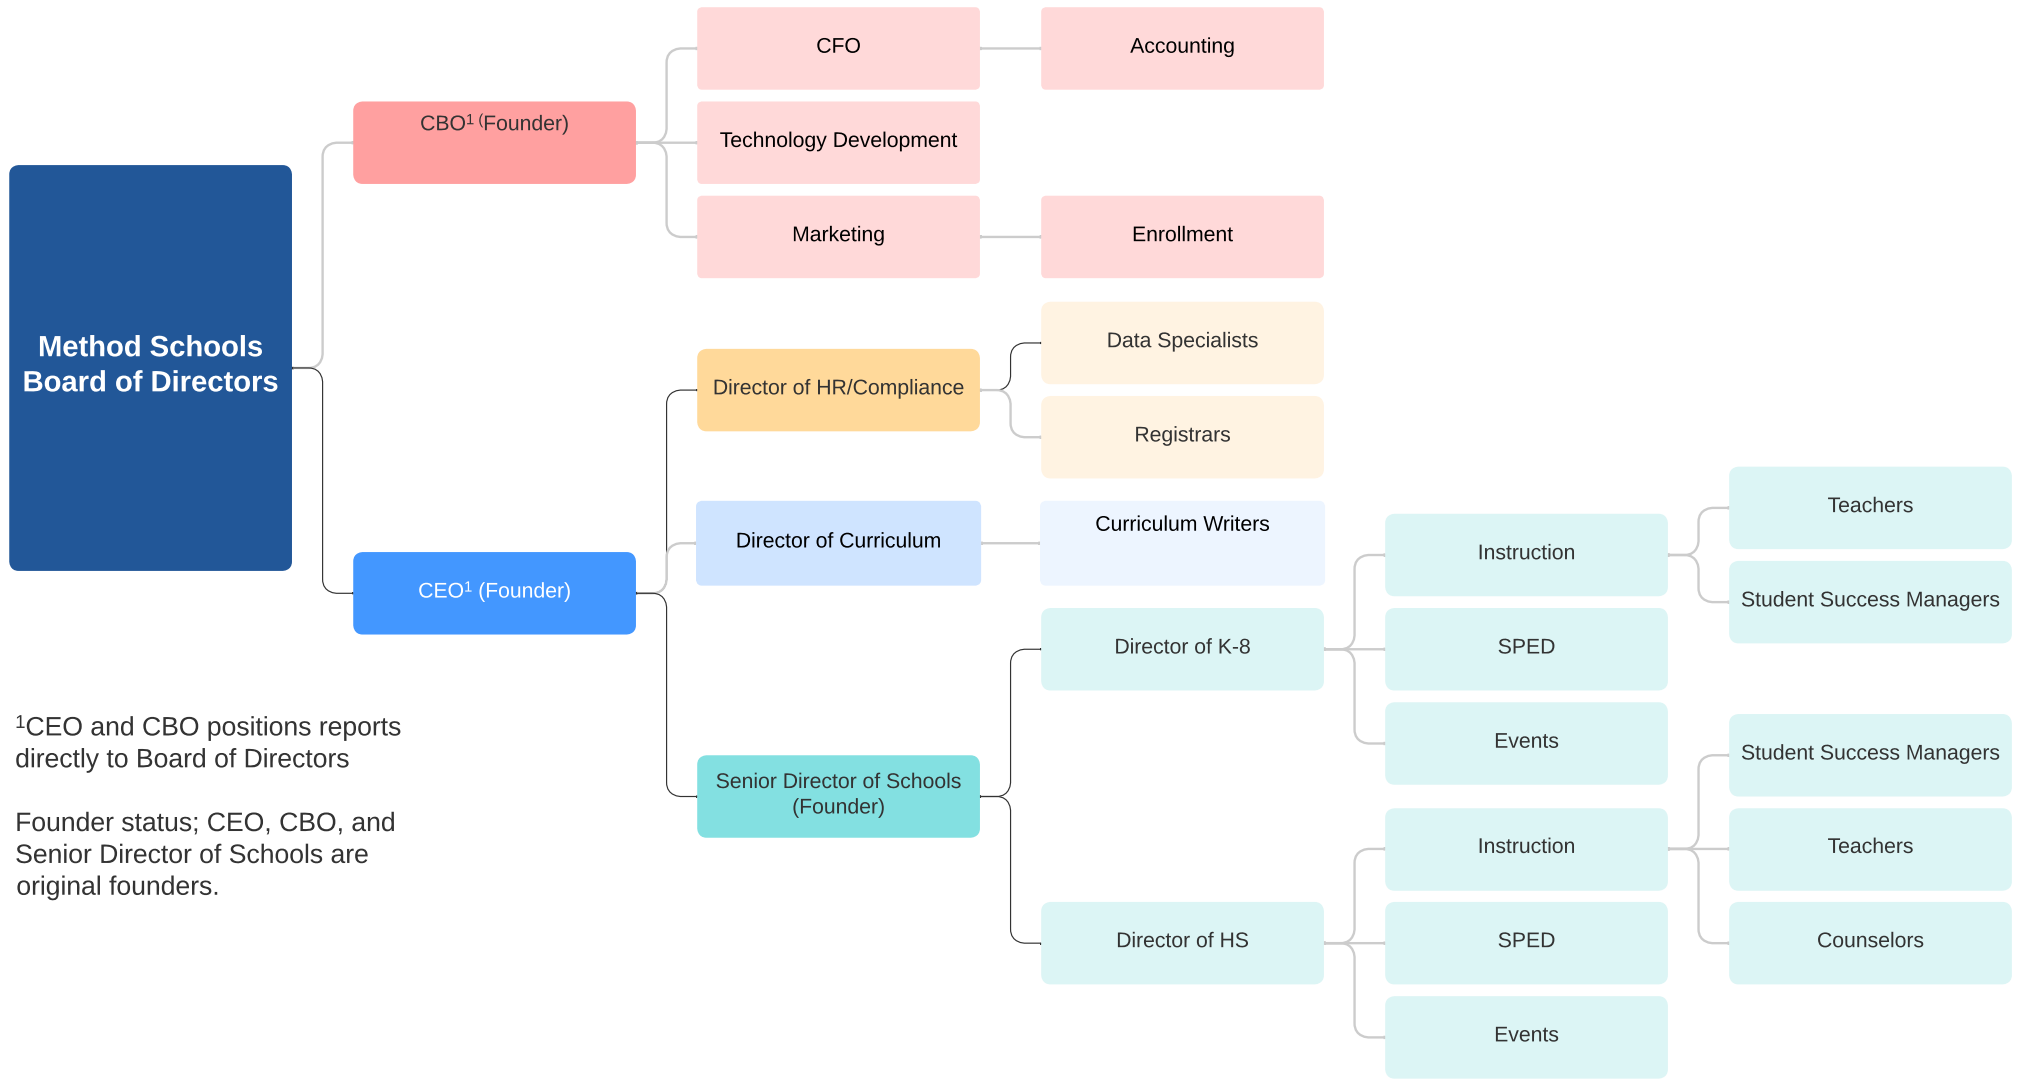 CFO
Accounting
CBO¹ (Founder)
Technology Development
Marketing
Enrollment
Method Schools
Board of Directors
Data Specialists
Director of HR/Compliance
Registrars
Director of Curriculum
Curriculum Writers
CEO¹ (Founder)
Instruction
Teachers
Student Success Managers
Director of K-8
SPED
Events
Senior Director of Schools
(Founder)
Student Success Managers
Instruction
Teachers
Director of HS
SPED
Counselors
Events
¹CEO and CBO positions reports
directly to Board of Directors
Founder status; CEO, CBO, and
Senior Director of Schools are
original founders.